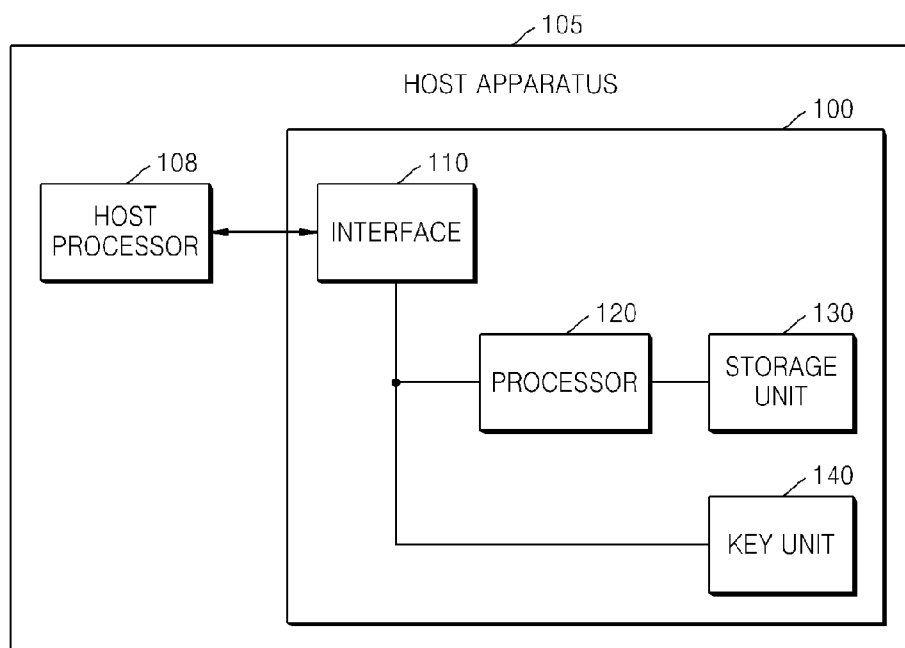 105
HOST APPARATUS
100
108
HOST
PROCESSOR
110
INTERFACE
120
PROCESSOR
130
STORAGE
UNIT
140
KEY UNIT